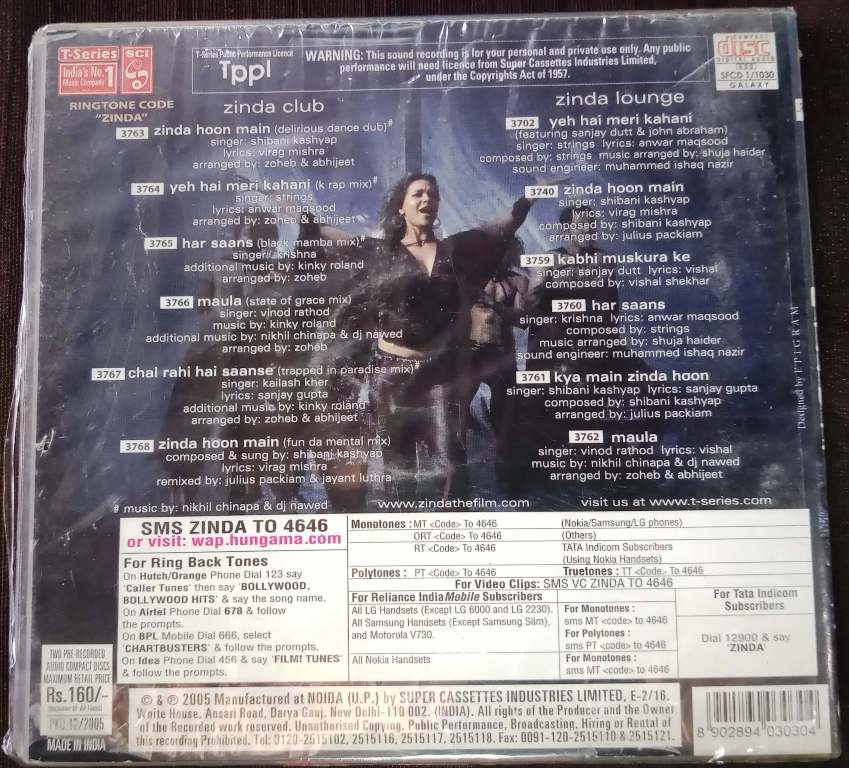 T-Series
India's No. 1
Music Company
SCI
T-Series Public Performance Licence
Tppl
WARNING: This sound recording is for your personal and private use only. Any public
performance will need licence from Super Cassettes Industries Limited,
under the Copyrights Act of 1957.
COMPACT
DISC
DIGITAL AUDIO
SFCD 1/1030
GALAXY
RINGTONE CODE
"ZINDA"
zinda club
3763 zinda hoon main (delirious dance dub)#
singer: shibani kashyap
lyrics: virag mishra
arranged by: zoheb & abhijeet
3764 yeh hai meri kahani (k rap mix)#
singer: strings
lyrics: anwar maqsood
arranged by: zoheb & abhijeet
3765 har saans (black mamba mix)#
singer: krishna
additional music by: kinky roland
arranged by: zoheb
3766 maula (state of grace mix)
singer: vinod rathod
music by: kinky roland
additional music by: nikhil chinapa & dj nawed
arranged by: zoheb
3767 chal rahi hai saanse (trapped in paradise mix)#
singer: kailash kher
lyrics: sanjay gupta
additional music by: kinky roland
arranged by: zoheb & abhijeet
3768 zinda hoon main (fun da mental mix)
composed & sung by: shibani kashyap
lyrics: virag mishra
remixed by: julius packiam & jayant luthra
# music by: nikhil chinapa & dj nawed
zinda lounge
3702 yeh hai meri kahani
(featuring sanjay dutt & john abraham)
singer: strings lyrics: anwar maqsood
composed by: strings music arranged by: shuja haider
sound engineer: muhammed ishaq nazir
3740 zinda hoon main
singer: shibani kashyap
lyrics: virag mishra
composed by: shibani kashyap
arranged by: julius packiam
3759 kabhi muskura ke
singer: sanjay dutt lyrics: vishal
composed by: vishal shekhar
3760 har saans
singer: krishna lyrics: anwar maqsood
composed by: strings
music arranged by: shuja haider
sound engineer: muhammed ishaq nazir
3761 kya main zinda hoon
singer: shibani kashyap lyrics: sanjay gupta
composed by: shibani kashyap
arranged by: julius packiam
3762 maula
singer: vinod rathod lyrics: vishal
music by: nikhil chinapa & dj nawed
arranged by: zoheb & abhijeet
Designed by EPIGRAM
www.zindathefilm.com
visit us at www.t-series.com
SMS ZINDA TO 4646
or visit: wap.hungama.com
For Ring Back Tones
On Hutch/Orange Phone Dial 123 say
'Caller Tunes' then say 'BOLLYWOOD,
BOLLYWOOD HITS' & say the song name.
On Airtel Phone Dial 678 & follow
the prompts.
On BPL Mobile Dial 666, select
'CHARTBUSTERS' & follow the prompts.
On Idea Phone Dial 456 & say 'FILMI TUNES'
& follow the prompts.
Monotones : MT <Code> To 4646 (Nokia/Samsung/LG phones)
ORT <Code> To 4646 (Others)
RT <Code> To 4646 TATA Indicom Subscribers
(Using Nokia Handsets)
Polytones : PT <Code> To 4646 Truetones : TT <Code> To 4646
For Video Clips: SMS VC ZINDA TO 4646
For Reliance IndiaMobile Subscribers
All LG Handsets (Except LG 6000 and LG 2230).
All Samsung Handsets (Except Samsung Slim),
and Motorola V730.
All Nokia Handsets
For Monotones :
sms MT <code> to 4646
For Polytones :
sms PT <code> to 4646
For Monotones :
sms MT <code> to 4646
For Tata Indicom
Subscribers
Dial 12900 & say
'ZINDA'
TWO PRE-RECORDED
AUDIO COMPACT DISCS
MAXIMUM RETAIL PRICE
Rs.160/-
(Inclusive Of All Taxes)
PKD.12/2005
MADE IN INDIA
© & ℗ 2005 Manufactured at NOIDA (U.P.) by SUPER CASSETTES INDUSTRIES LIMITED, E-2/16.
White House, Ansari Road, Darya Ganj, New Delhi-110 002. (INDIA). All rights of the Producer and the Owner
of the Recorded work reserved. Unauthorised Copying, Public Performance, Broadcasting, Hiring or Rental of
this recording Prohibited. Tel: 0120-2515102, 2515116, 2515117, 2515118. Fax: 0091-120-2515110 & 2515121.
8 902894 030304